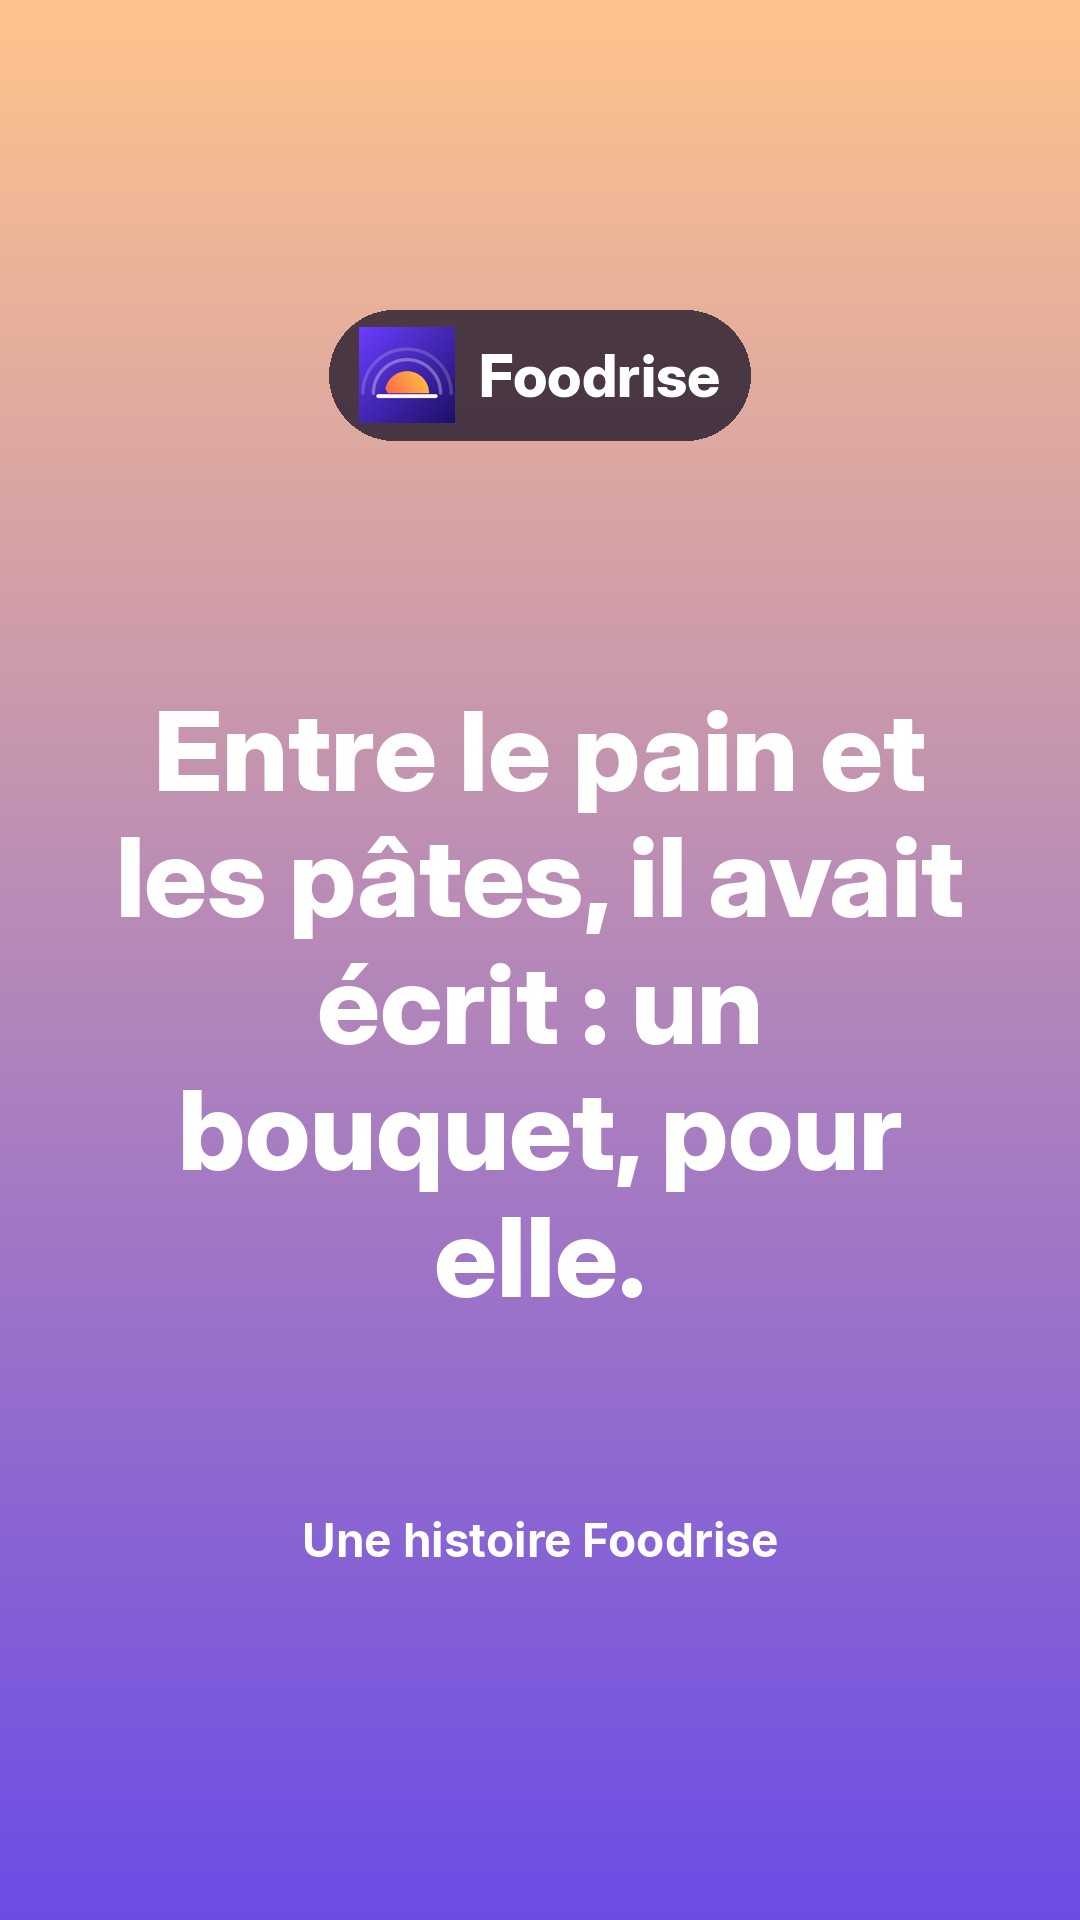 Foodrise
Entre le pain et
les pâtes, il avait
écrit : un
bouquet, pour
elle.
Une histoire Foodrise